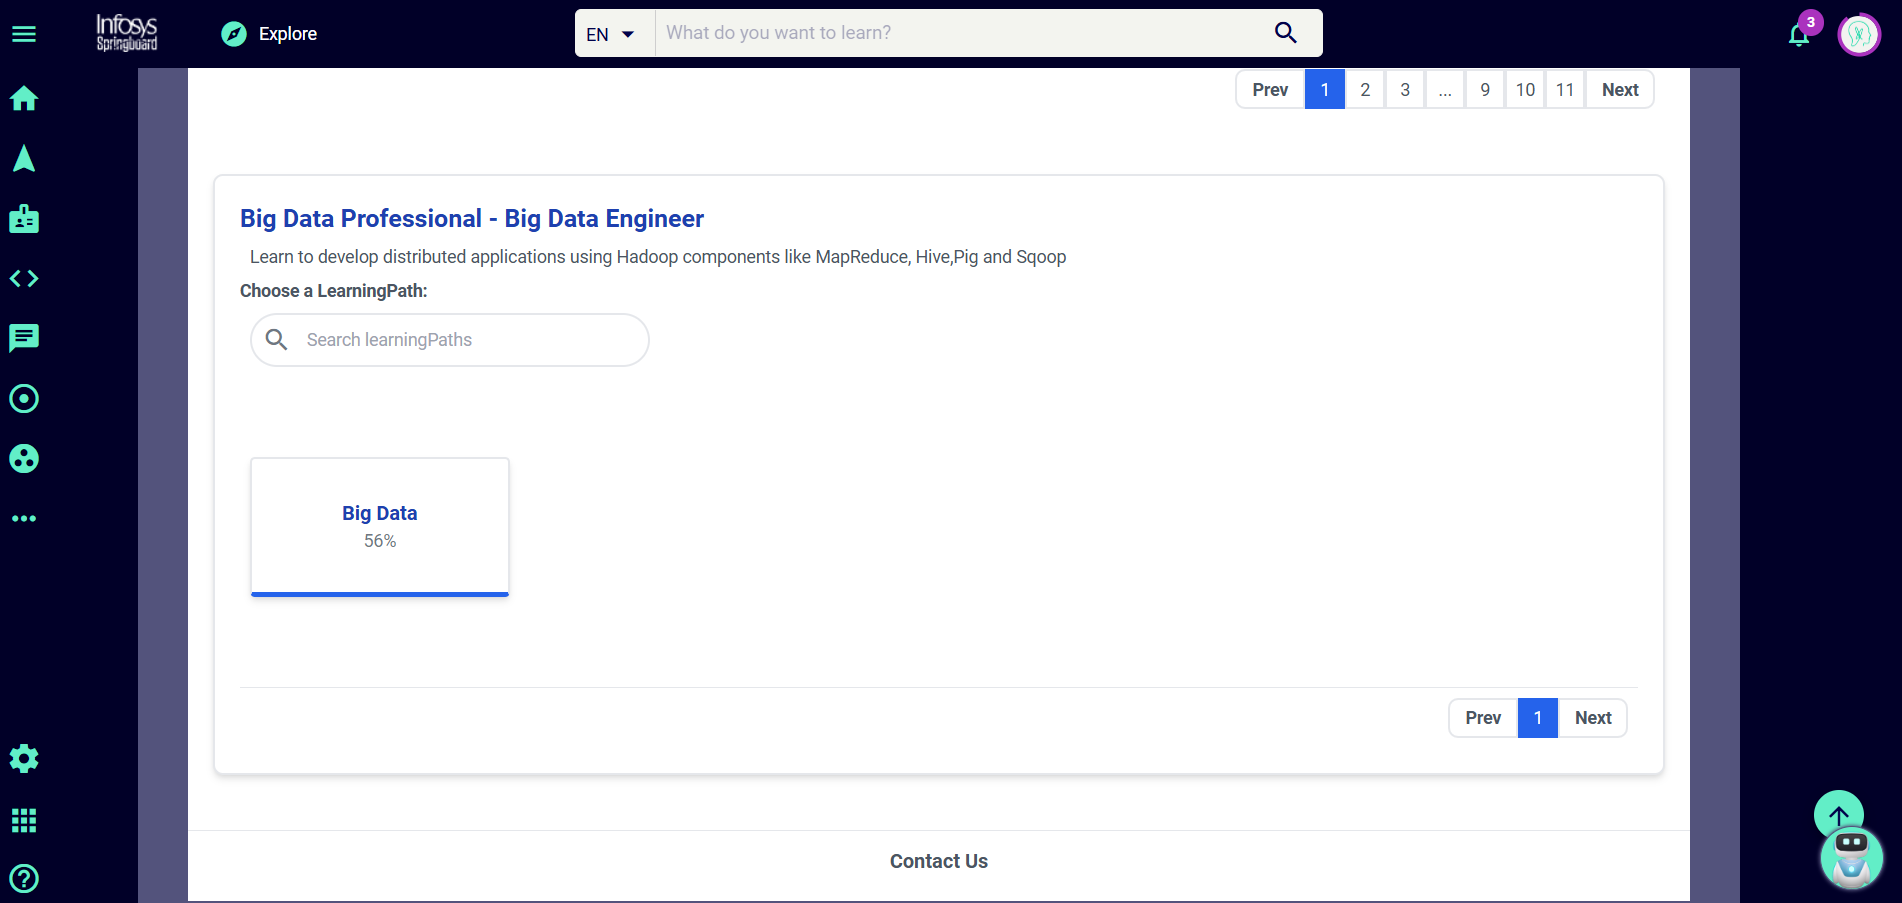 Infosys
Springboard
Explore
EN
What do you want to learn?
3
Prev 1 2 3 ... 9 10 11 Next
Big Data Professional - Big Data Engineer
Learn to develop distributed applications using Hadoop components like MapReduce, Hive,Pig and Sqoop
Choose a LearningPath:
Search learningPaths
Big Data
56%
Prev 1 Next
Contact Us